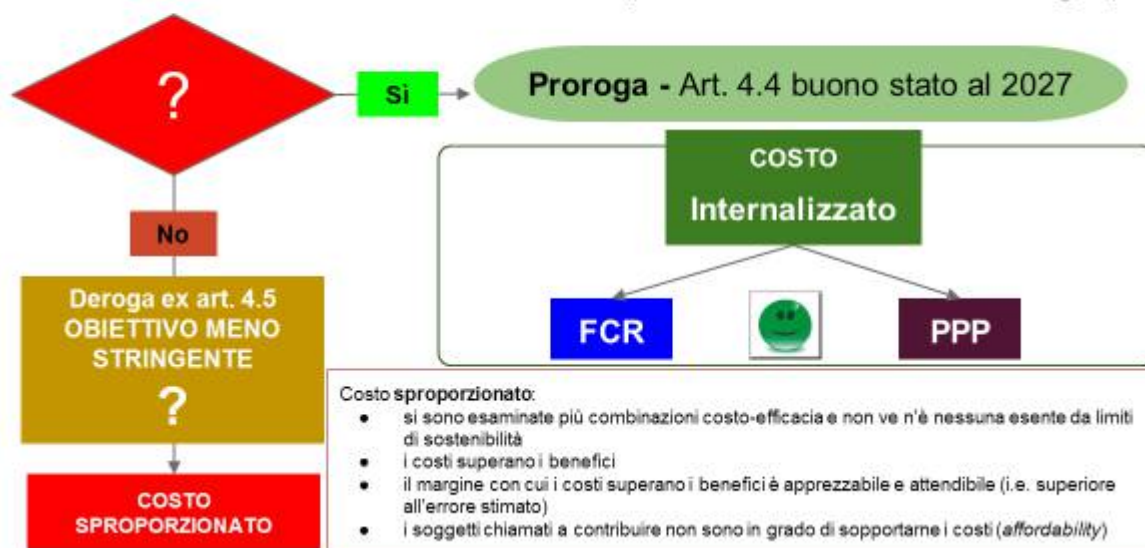 ?
Sì
Proroga - Art. 4.4 buono stato al 2027
COSTO
Internalizzato
No
Deroga ex art. 4.5
OBIETTIVO MENO
STRINGENTE
?
FCR
PPP
COSTO
SPROPORZIONATO
Costo sproporzionato:
● si sono esaminate più combinazioni costo-efficacia e non ve n'è nessuna esente da limiti
di sostenibilità
● i costi superano i benefici
● il margine con cui i costi superano i benefici è apprezzabile e attendibile (i.e. superiore
all'errore stimato)
● i soggetti chiamati a contribuire non sono in grado di sopportarne i costi (affordability)